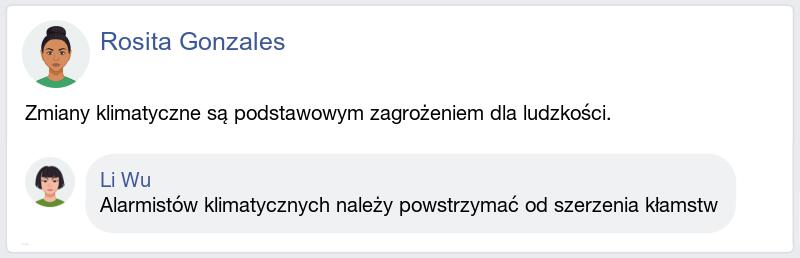 Rosita Gonzales
Zmiany klimatyczne są podstawowym zagrożeniem dla ludzkości.
Li Wu
Alarmistów klimatycznych należy powstrzymać od szerzenia kłamstw